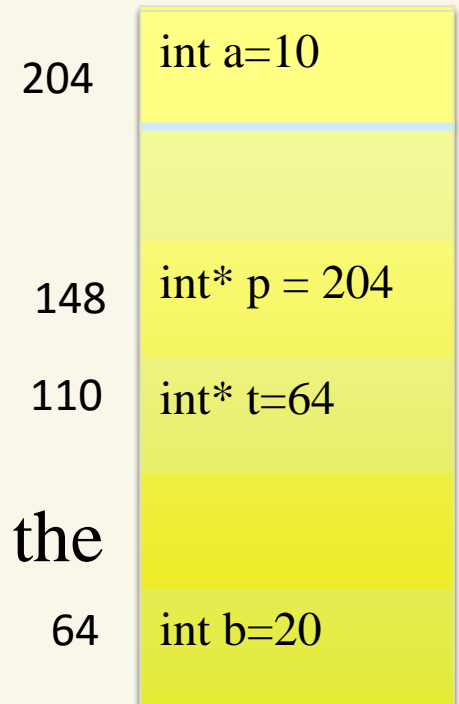 204 int a=10
148 int* p = 204
110 int* t=64
the
64 int b=20